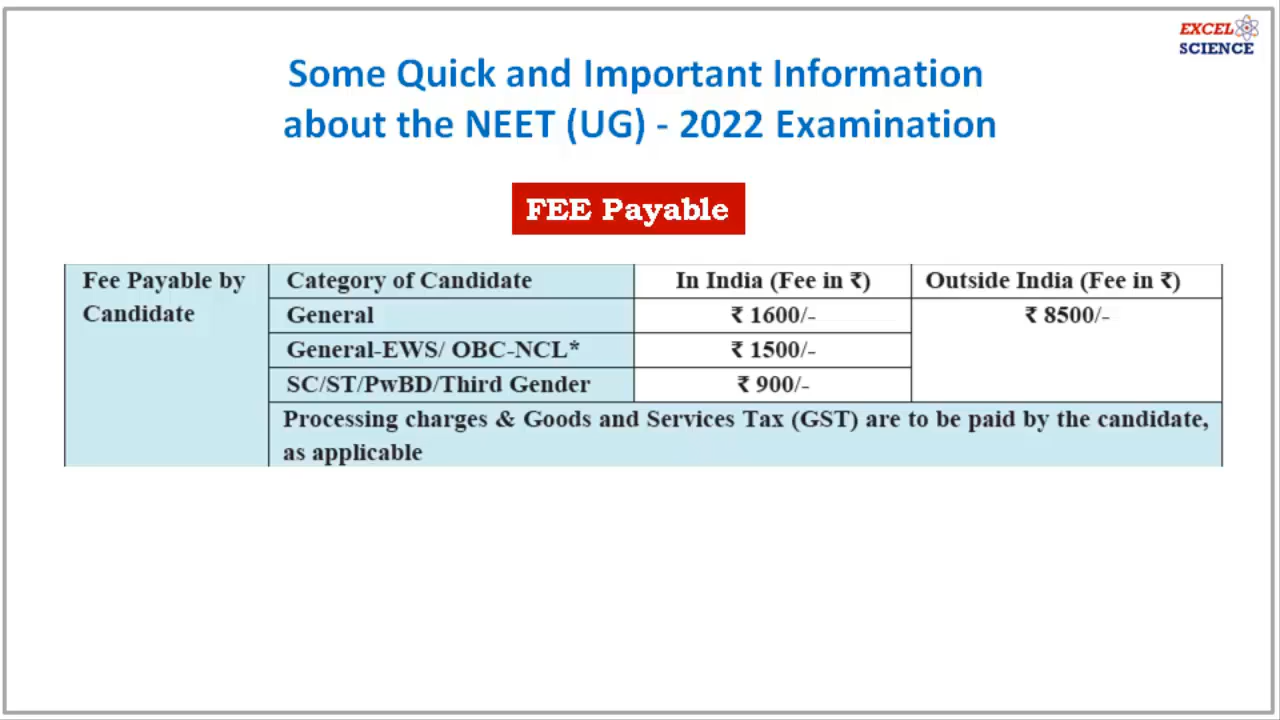 EXCEL
SCIENCE
Some Quick and Important Information
about the NEET (UG) - 2022 Examination
FEE Payable
Fee Payable by Candidate Category of Candidate In India (Fee in ₹) Outside India (Fee in ₹)
General ₹ 1600/- ₹ 8500/-
General-EWS/ OBC-NCL* ₹ 1500/-
SC/ST/PwBD/Third Gender ₹ 900/-
Processing charges & Goods and Services Tax (GST) are to be paid by the candidate,
as applicable